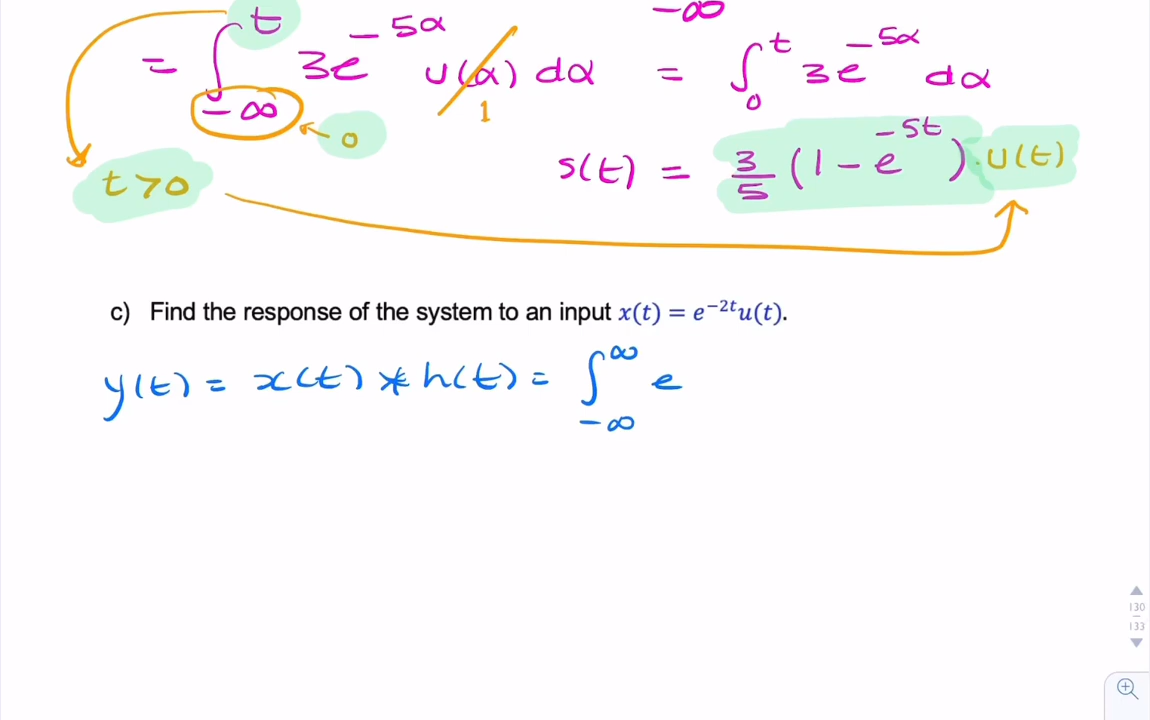 −∞
= ∫_{−∞}^{t} 3e^{−5α} u(α) dα = ∫_{0}^{t} 3e^{−5α} dα
1
0
s(t) = 3/5 (1−e^{−5t})·u(t)
t>0
c) Find the response of the system to an input x(t) = e^{−2t}u(t).
y(t) = x(t) * h(t) = ∫_{−∞}^{∞} e
130
133